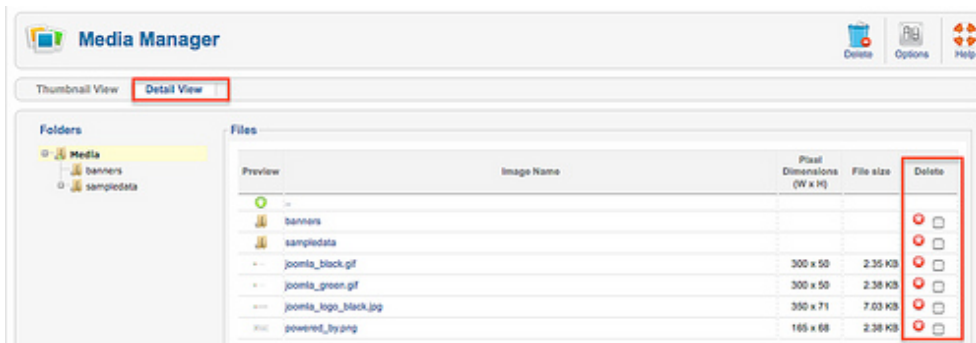 Media Manager
Delete
Options
Help
Thumbnail View
Detail View
Folders
Media
banners
sampledata
Files
Preview
Image Name
Pixel
Dimensions
(W x H)
File size
Delete
..
banners
sampledata
joomla_black.gif 300 x 50 2.35 KB
joomla_green.gif 300 x 50 2.38 KB
joomla_logo_black.jpg 350 x 71 7.03 KB
powered_by.png 165 x 68 2.38 KB